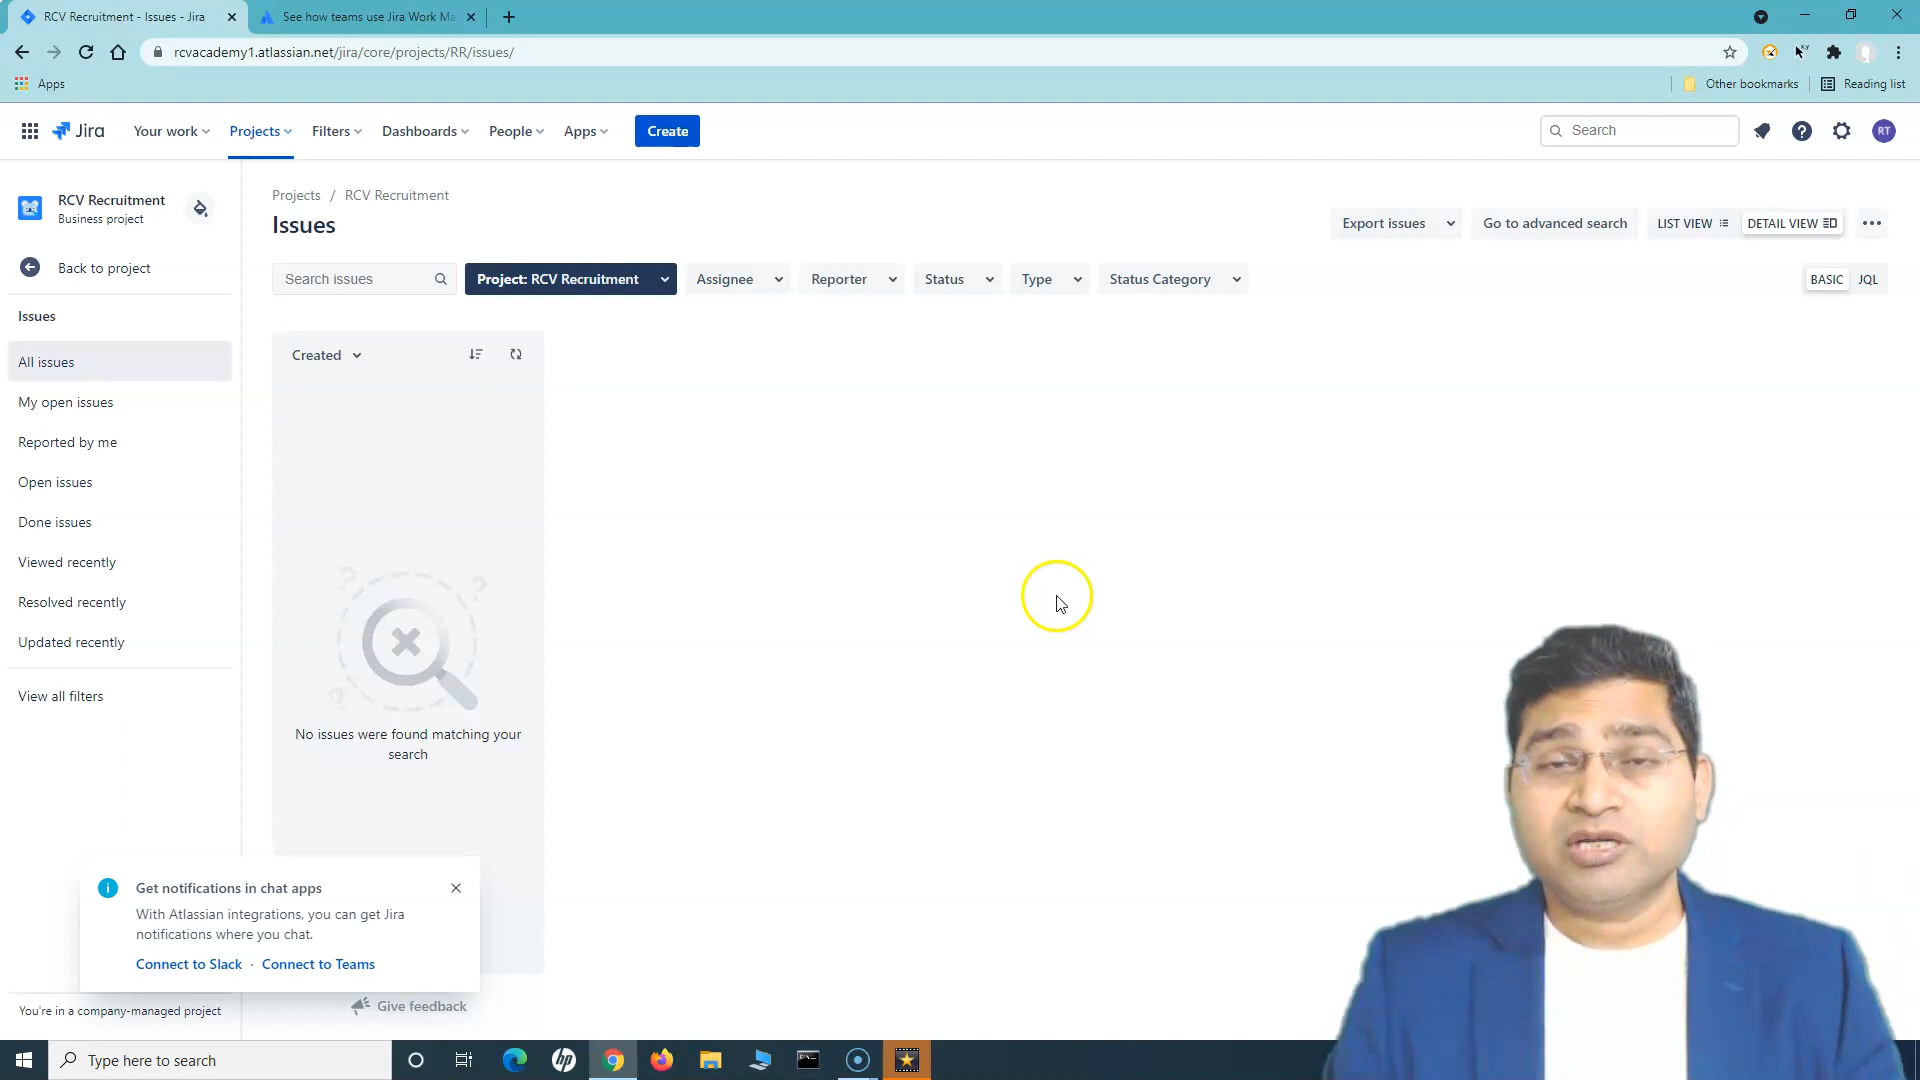 RCV Recruitment - Issues - Jira
See how teams use Jira Work Ma
rcvacademy1.atlassian.net/jira/core/projects/RR/issues/
Apps
Other bookmarks
Reading list
Jira
Your work
Projects
Filters
Dashboards
People
Apps
Create
Search
RT
RCV Recruitment
Business project
Back to project
Issues
All issues
My open issues
Reported by me
Open issues
Done issues
Viewed recently
Resolved recently
Updated recently
View all filters
Projects / RCV Recruitment
Issues
Export issues
Go to advanced search
LIST VIEW
DETAIL VIEW
Search issues
Project: RCV Recruitment
Assignee
Reporter
Status
Type
Status Category
BASIC
JQL
Created
No issues were found matching your
search
Get notifications in chat apps
With Atlassian integrations, you can get Jira
notifications where you chat.
Connect to Slack · Connect to Teams
You're in a company-managed project
Give feedback
Type here to search
hp